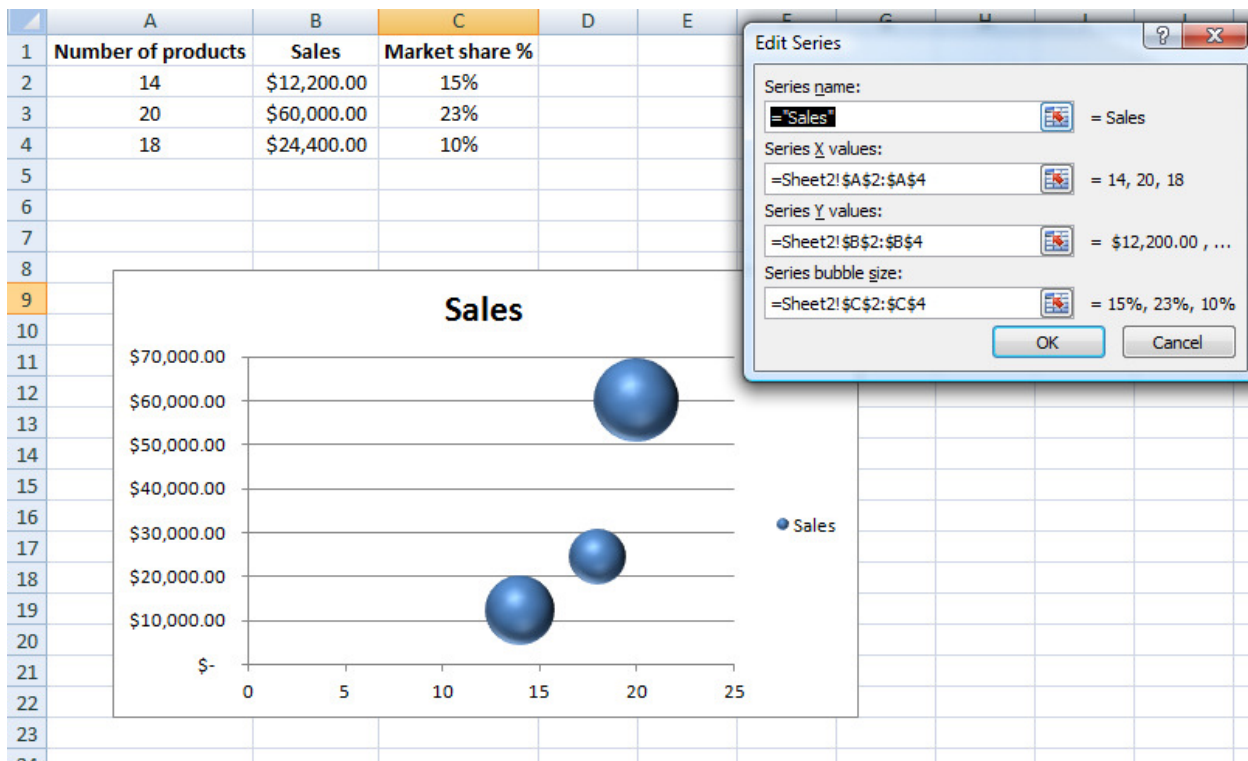 A B C D E
Edit Series
1 Number of products Sales Market share %
2 14 $12,200.00 15%
3 20 $60,000.00 23%
4 18 $24,400.00 10%
5
6
7
8
9
10
11
12
13
14
15
16
17
18
19
20
21
22
23
Series name:
="Sales" = Sales
Series X values:
=Sheet2!$A$2:$A$4 = 14, 20, 18
Series Y values:
=Sheet2!$B$2:$B$4 = $12,200.00 , ...
Series bubble size:
=Sheet2!$C$2:$C$4 = 15%, 23%, 10%
OK Cancel
Sales
$70,000.00
$60,000.00
$50,000.00
$40,000.00
$30,000.00
$20,000.00
$10,000.00
$-
0 5 10 15 20 25
Sales